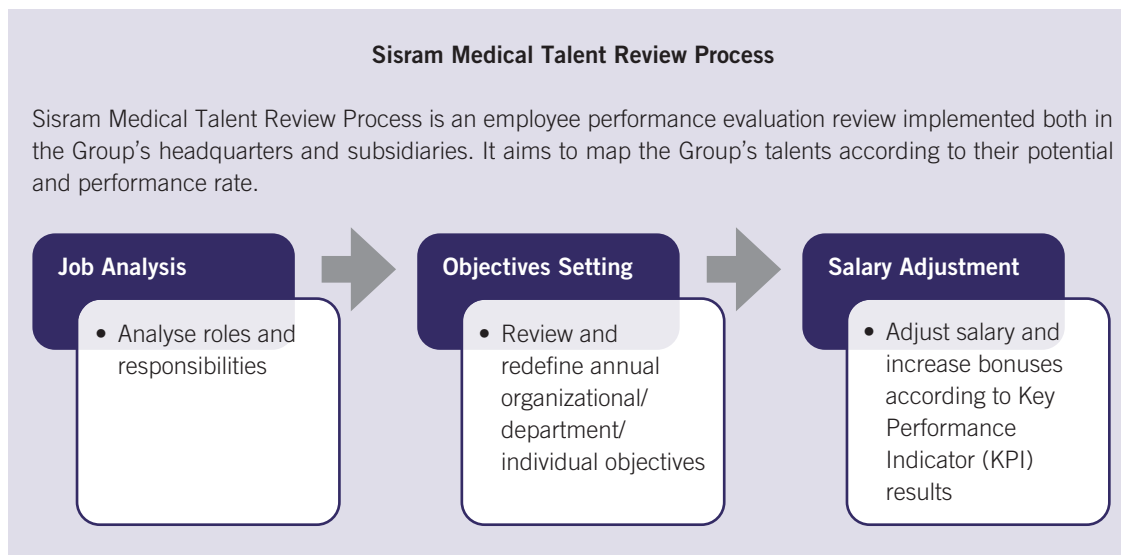 Sisram Medical Talent Review Process
Sisram Medical Talent Review Process is an employee performance evaluation review implemented both in
the Group's headquarters and subsidiaries. It aims to map the Group's talents according to their potential
and performance rate.
Job Analysis
• Analyse roles and
responsibilities
Objectives Setting
• Review and
redefine annual
organizational/
department/
individual objectives
Salary Adjustment
• Adjust salary and
increase bonuses
according to Key
Performance
Indicator (KPI)
results